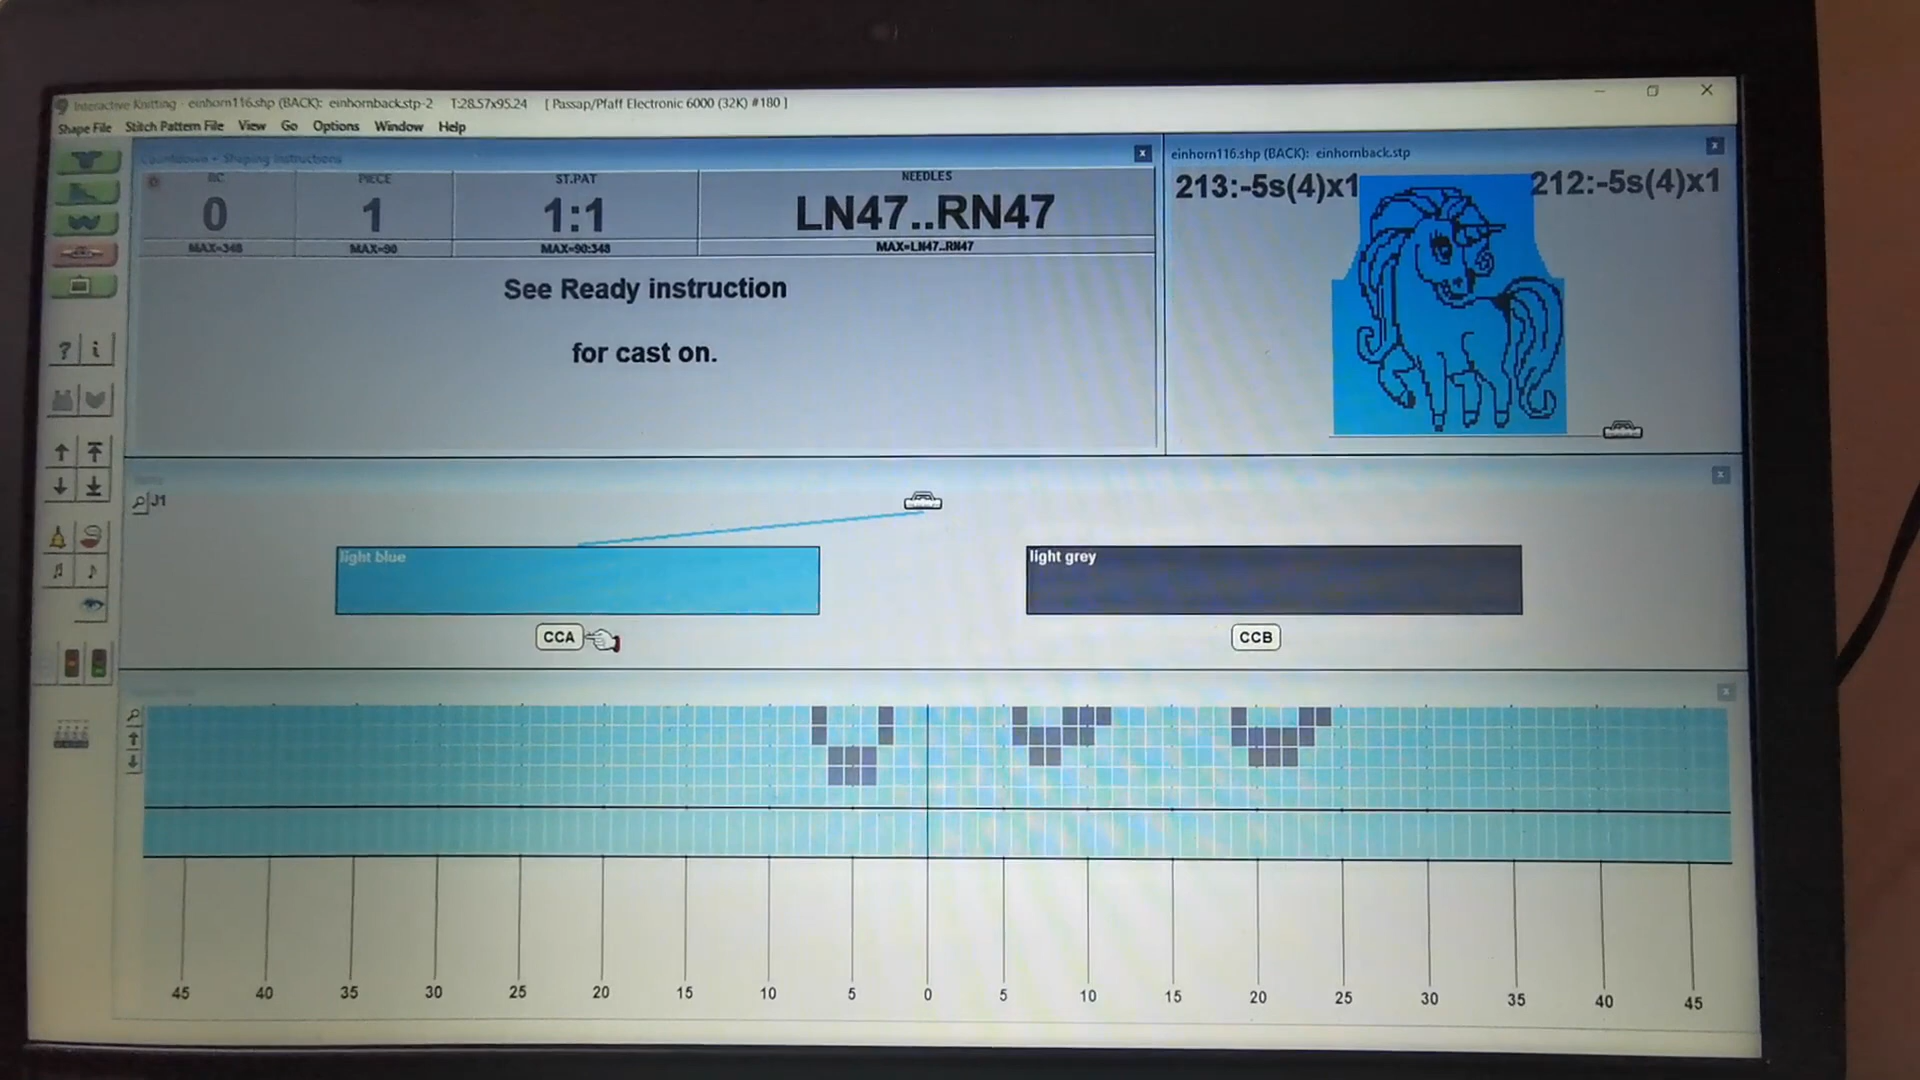 Interactive Knitting - einhorn116.shp (BACK): einhornback.stp-2 T:28.57x95.24 [ Passap/Pfaff Electronic 6000 (32K) #180 ]
Shape File Stitch Pattern File View Go Options Window Help
Countdown - Shaping Instructions
einhorn116.shp (BACK): einhornback.stp
RC PIECE ST.PAT NEEDLES
0 1 1:1 LN47..RN47
MAX=348 MAX=90 MAX=90:348 MAX=LN47..RN47
213:-5s(4)x1 212:-5s(4)x1
See Ready instruction
for cast on.
J1
light blue light grey
CCA CCB
45 40 35 30 25 20 15 10 5 0 5 10 15 20 25 30 35 40 45